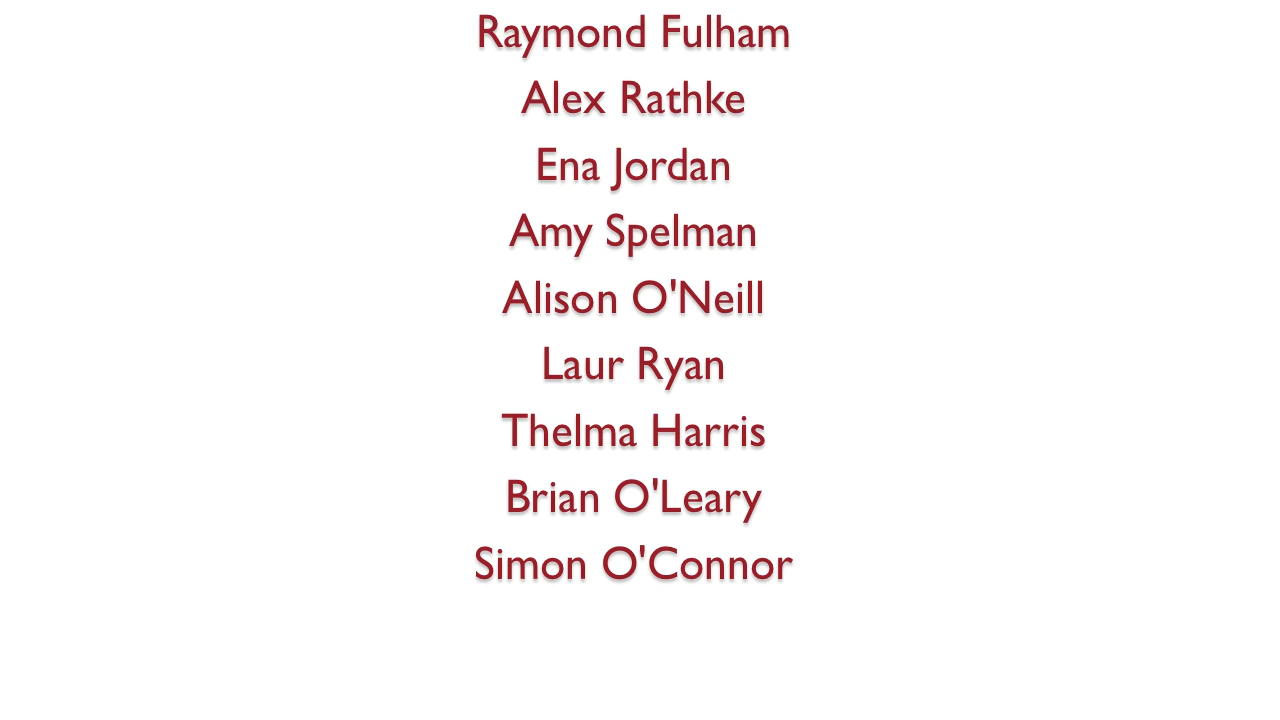 Raymond Fulham
Alex Rathke
Ena Jordan
Amy Spelman
Alison O'Neill
Laur Ryan
Thelma Harris
Brian O'Leary
Simon O'Connor